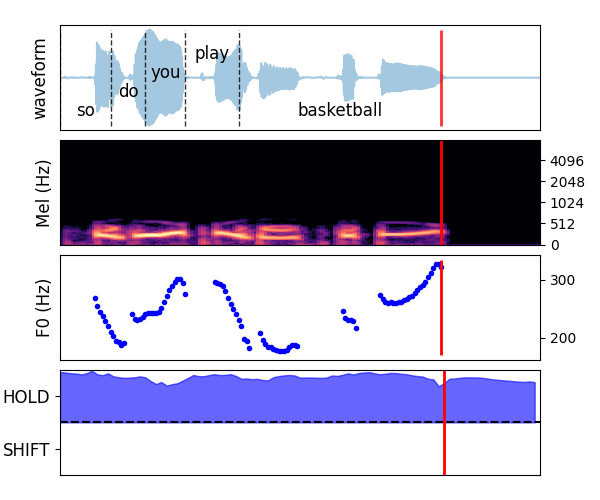 waveform
so
do
you
play
basketball
Mel (Hz)
4096
2048
1024
512
0
F0 (Hz)
300
200
HOLD
SHIFT